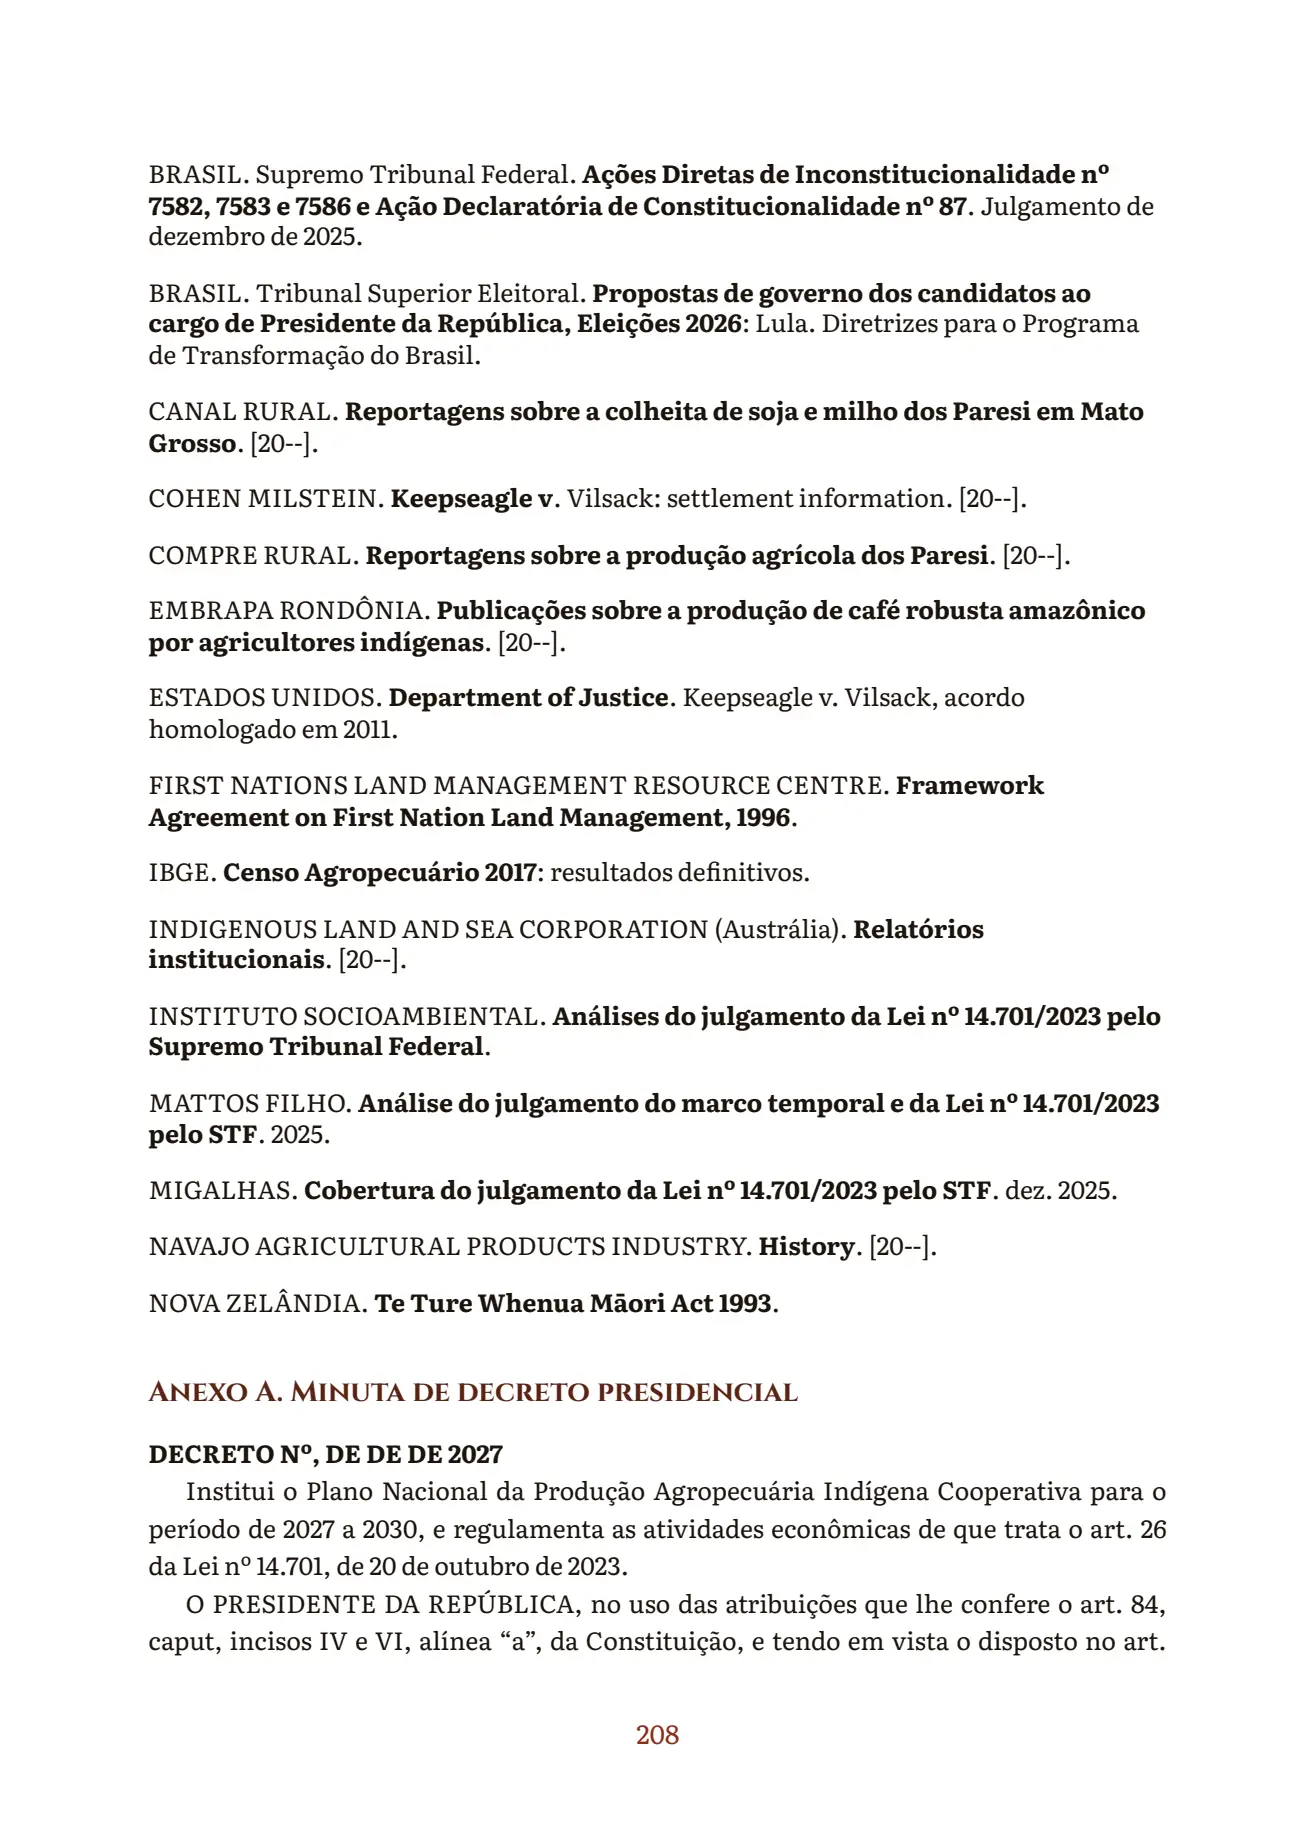 BRASIL. Supremo Tribunal Federal. Ações Diretas de Inconstitucionalidade nº
7582, 7583 e 7586 e Ação Declaratória de Constitucionalidade nº 87. Julgamento de
dezembro de 2025.
BRASIL. Tribunal Superior Eleitoral. Propostas de governo dos candidatos ao
cargo de Presidente da República, Eleições 2026: Lula. Diretrizes para o Programa
de Transformação do Brasil.
CANAL RURAL. Reportagens sobre a colheita de soja e milho dos Paresi em Mato
Grosso. [20--].
COHEN MILSTEIN. Keepseagle v. Vilsack: settlement information. [20--].
COMPRE RURAL. Reportagens sobre a produção agrícola dos Paresi. [20--].
EMBRAPA RONDÔNIA. Publicações sobre a produção de café robusta amazônico
por agricultores indígenas. [20--].
ESTADOS UNIDOS. Department of Justice. Keepseagle v. Vilsack, acordo
homologado em 2011.
FIRST NATIONS LAND MANAGEMENT RESOURCE CENTRE. Framework
Agreement on First Nation Land Management, 1996.
IBGE. Censo Agropecuário 2017: resultados definitivos.
INDIGENOUS LAND AND SEA CORPORATION (Austrália). Relatórios
institucionais. [20--].
INSTITUTO SOCIOAMBIENTAL. Análises do julgamento da Lei nº 14.701/2023 pelo
Supremo Tribunal Federal.
MATTOS FILHO. Análise do julgamento do marco temporal e da Lei nº 14.701/2023
pelo STF. 2025.
MIGALHAS. Cobertura do julgamento da Lei nº 14.701/2023 pelo STF. dez. 2025.
NAVAJO AGRICULTURAL PRODUCTS INDUSTRY. History. [20--].
NOVA ZELÂNDIA. Te Ture Whenua Māori Act 1993.
Anexo A. Minuta de decreto presidencial
DECRETO Nº, DE DE DE 2027
Institui o Plano Nacional da Produção Agropecuária Indígena Cooperativa para o
período de 2027 a 2030, e regulamenta as atividades econômicas de que trata o art. 26
da Lei nº 14.701, de 20 de outubro de 2023.
O PRESIDENTE DA REPÚBLICA, no uso das atribuições que lhe confere o art. 84,
caput, incisos IV e VI, alínea “a”, da Constituição, e tendo em vista o disposto no art.
208